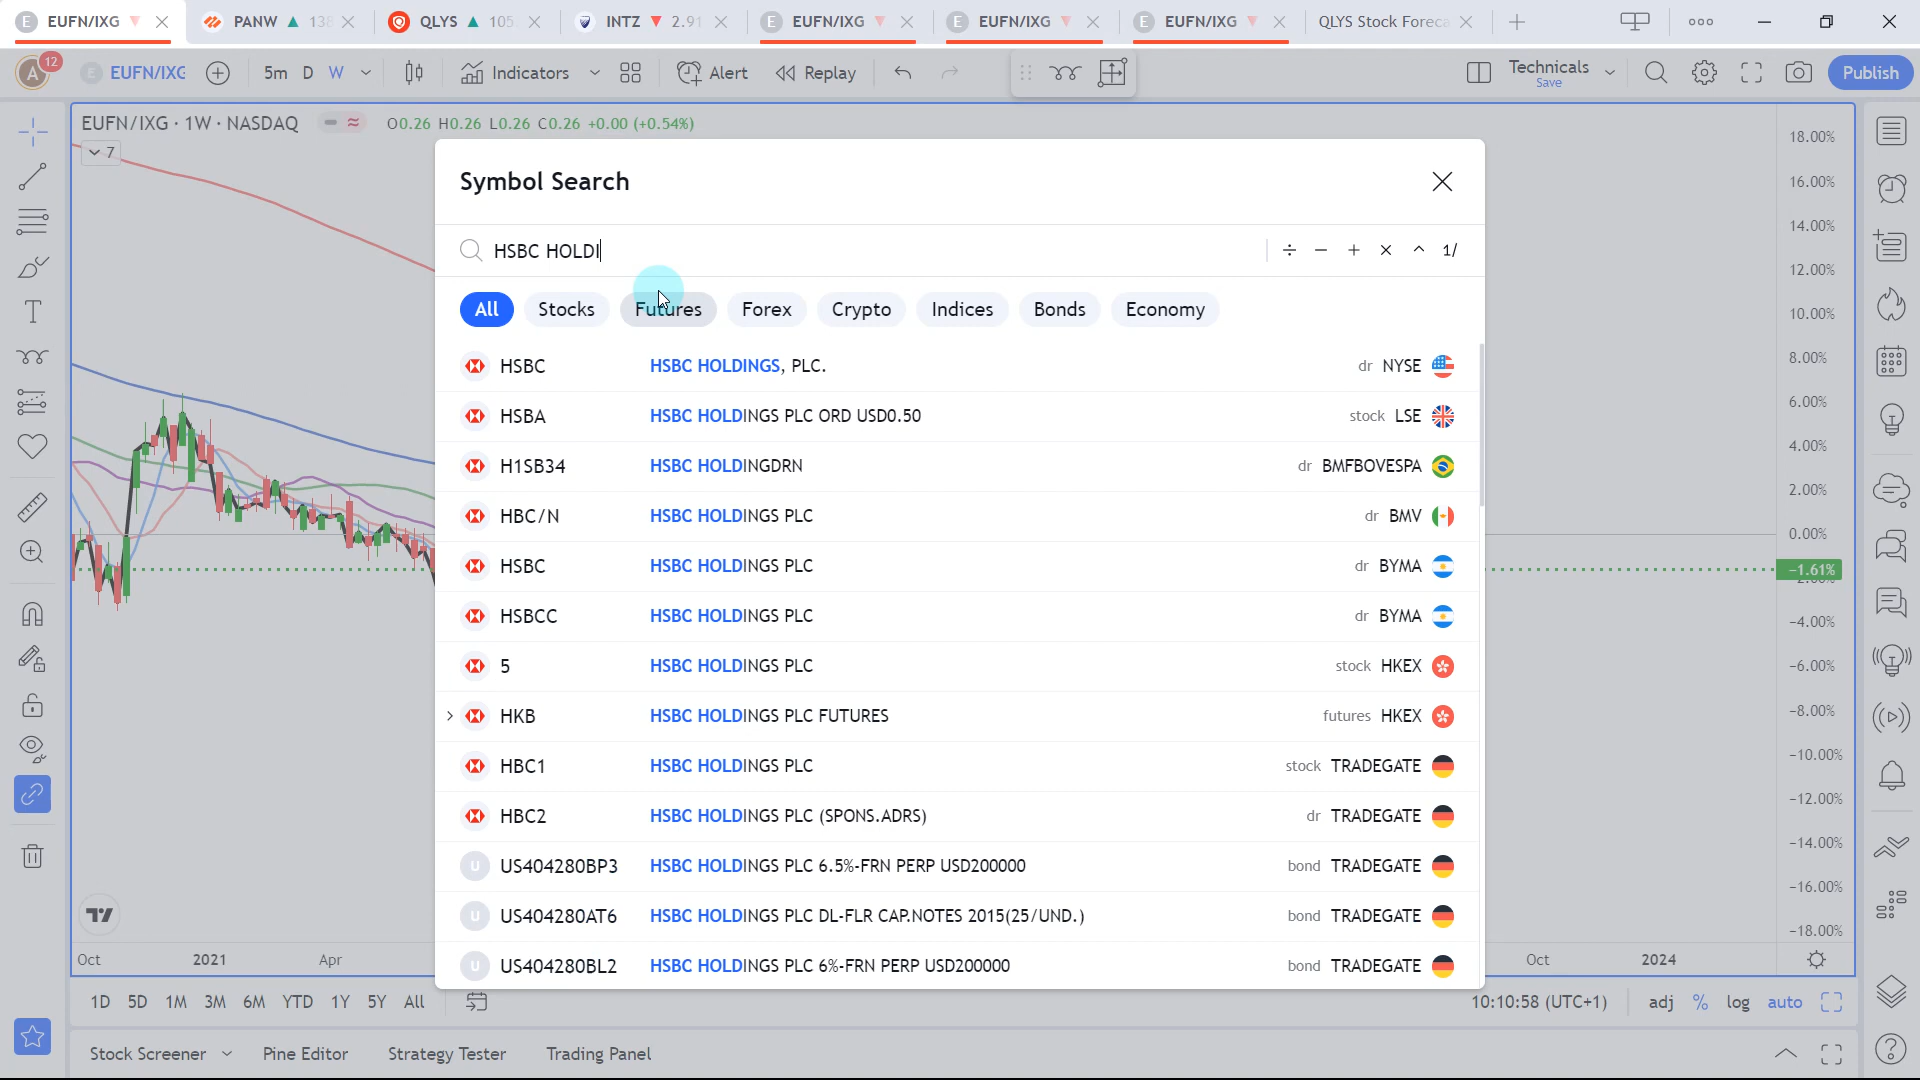 E EUFN/IXG
PANW 138
QLYS 105
INTZ 2.91
E EUFN/IXG
E EUFN/IXG
E EUFN/IXG
QLYS Stock Foreca
A 12
E EUFN/IXG
5m D W
Indicators
Alert
Replay
Technicals
Save
Publish
EUFN/IXG · 1W · NASDAQ
O0.26 H0.26 L0.26 C0.26 +0.00 (+0.54%)
7
Symbol Search
HSBC HOLDI
÷ − + × ^ 1/
All Stocks Futures Forex Crypto Indices Bonds Economy
HSBC HSBC HOLDINGS, PLC. dr NYSE
HSBA HSBC HOLDINGS PLC ORD USD0.50 stock LSE
H1SB34 HSBC HOLDINGDRN dr BMFBOVESPA
HBC/N HSBC HOLDINGS PLC dr BMV
HSBC HSBC HOLDINGS PLC dr BYMA
HSBCC HSBC HOLDINGS PLC dr BYMA
5 HSBC HOLDINGS PLC stock HKEX
HKB HSBC HOLDINGS PLC FUTURES futures HKEX
HBC1 HSBC HOLDINGS PLC stock TRADEGATE
HBC2 HSBC HOLDINGS PLC (SPONS.ADRS) dr TRADEGATE
U US404280BP3 HSBC HOLDINGS PLC 6.5%-FRN PERP USD200000 bond TRADEGATE
U US404280AT6 HSBC HOLDINGS PLC DL-FLR CAP.NOTES 2015(25/UND.) bond TRADEGATE
U US404280BL2 HSBC HOLDINGS PLC 6%-FRN PERP USD200000 bond TRADEGATE
18.00%
16.00%
14.00%
12.00%
10.00%
8.00%
6.00%
4.00%
2.00%
0.00%
−1.61%
−4.00%
−6.00%
−8.00%
−10.00%
−12.00%
−14.00%
−16.00%
−18.00%
Oct 2021 Apr Oct 2024
1D 5D 1M 3M 6M YTD 1Y 5Y All
10:10:58 (UTC+1) adj % log auto
Stock Screener Pine Editor Strategy Tester Trading Panel